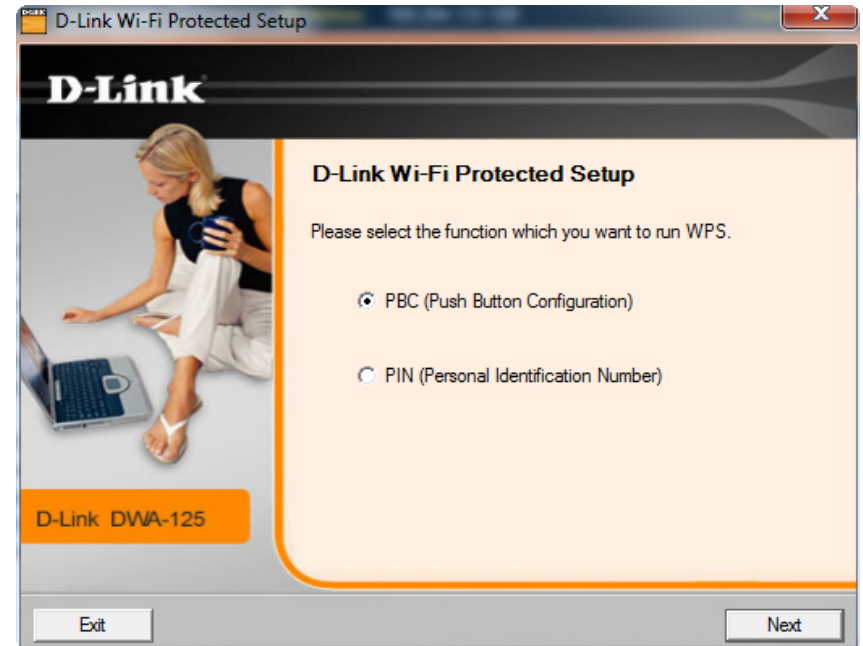 D-Link Wi-Fi Protected Setup
D-Link
D-Link Wi-Fi Protected Setup
Please select the function which you want to run WPS.
PBC (Push Button Configuration)
PIN (Personal Identification Number)
D-Link DWA-125
Exit
Next